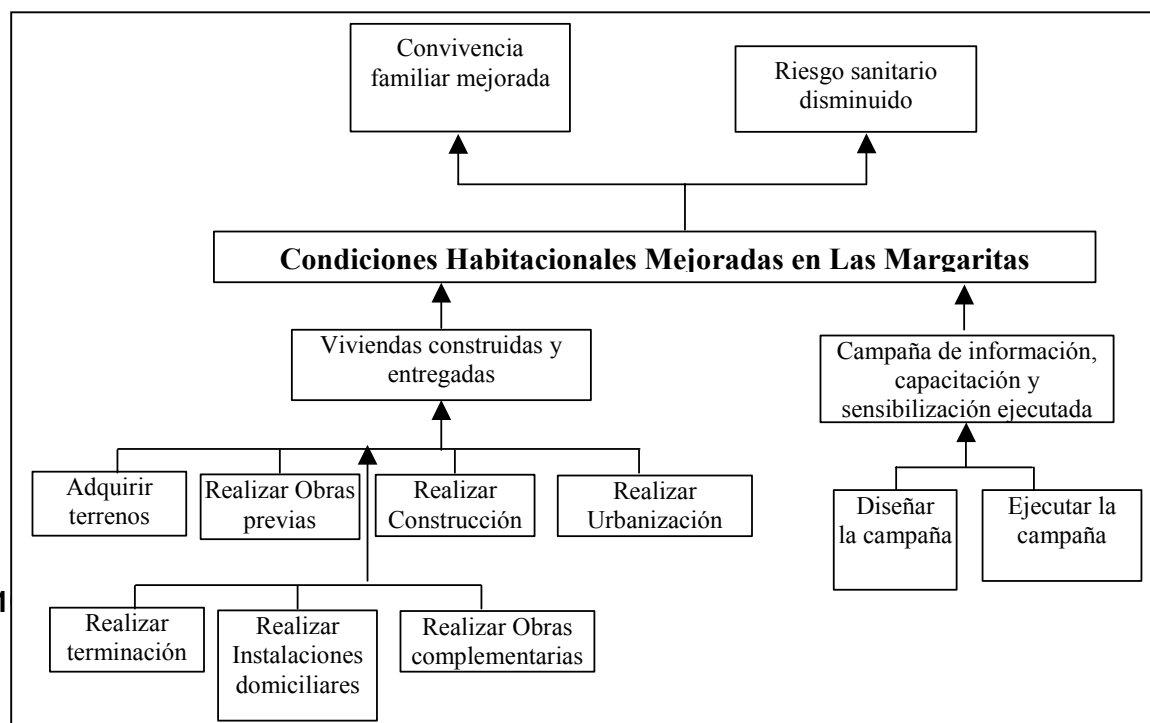 Convivencia
familiar mejorada
Riesgo sanitario
disminuido
Condiciones Habitacionales Mejoradas en Las Margaritas
Viviendas construidas y
entregadas
Campaña de información,
capacitación y
sensibilización ejecutada
Adquirir
terrenos
Realizar Obras
previas
Realizar
Construcción
Realizar
Urbanización
Diseñar
la campaña
Ejecutar la
campaña
Realizar
terminación
Realizar
Instalaciones
domiciliares
Realizar Obras
complementarias